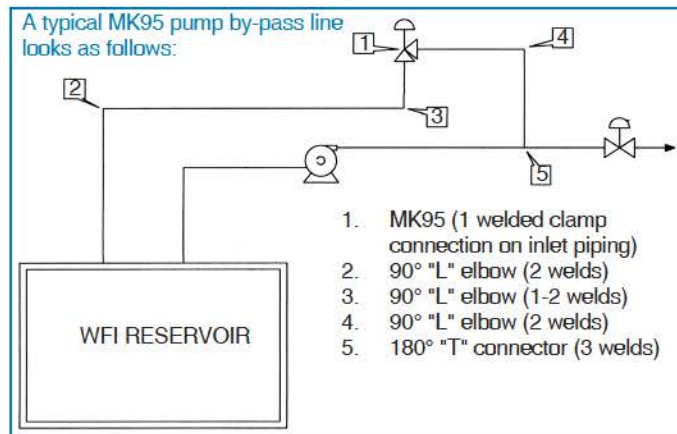 A typical MK95 pump by-pass line
looks as follows:
1
4
2
3
5
1. MK95 (1 welded clamp
connection on inlet piping)
2. 90° "L" elbow (2 welds)
3. 90° "L" elbow (1-2 welds)
4. 90° "L" elbow (2 welds)
5. 180° "T" connector (3 welds)
WFI RESERVOIR